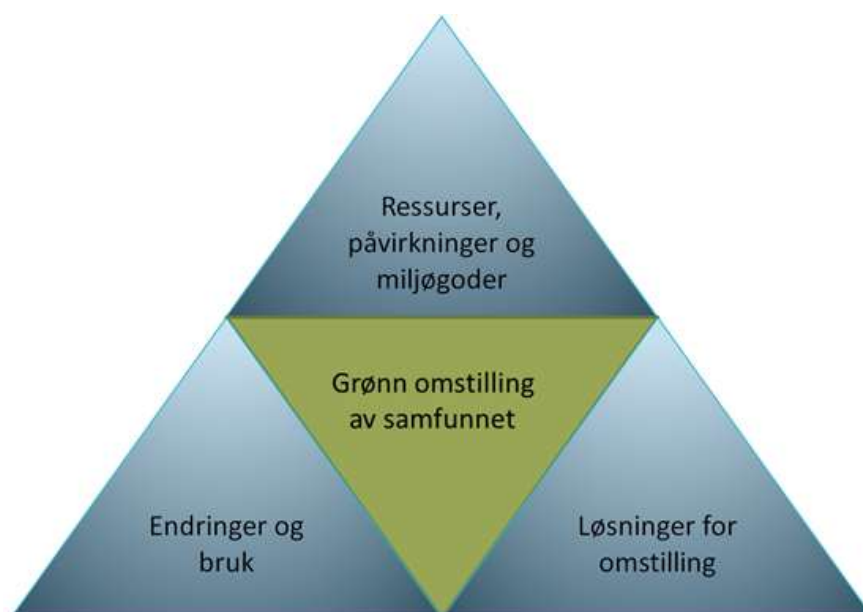 Ressurser,
påvirkninger og
miljøgoder
Grønn omstilling
av samfunnet
Endringer og
bruk
Løsninger for
omstilling